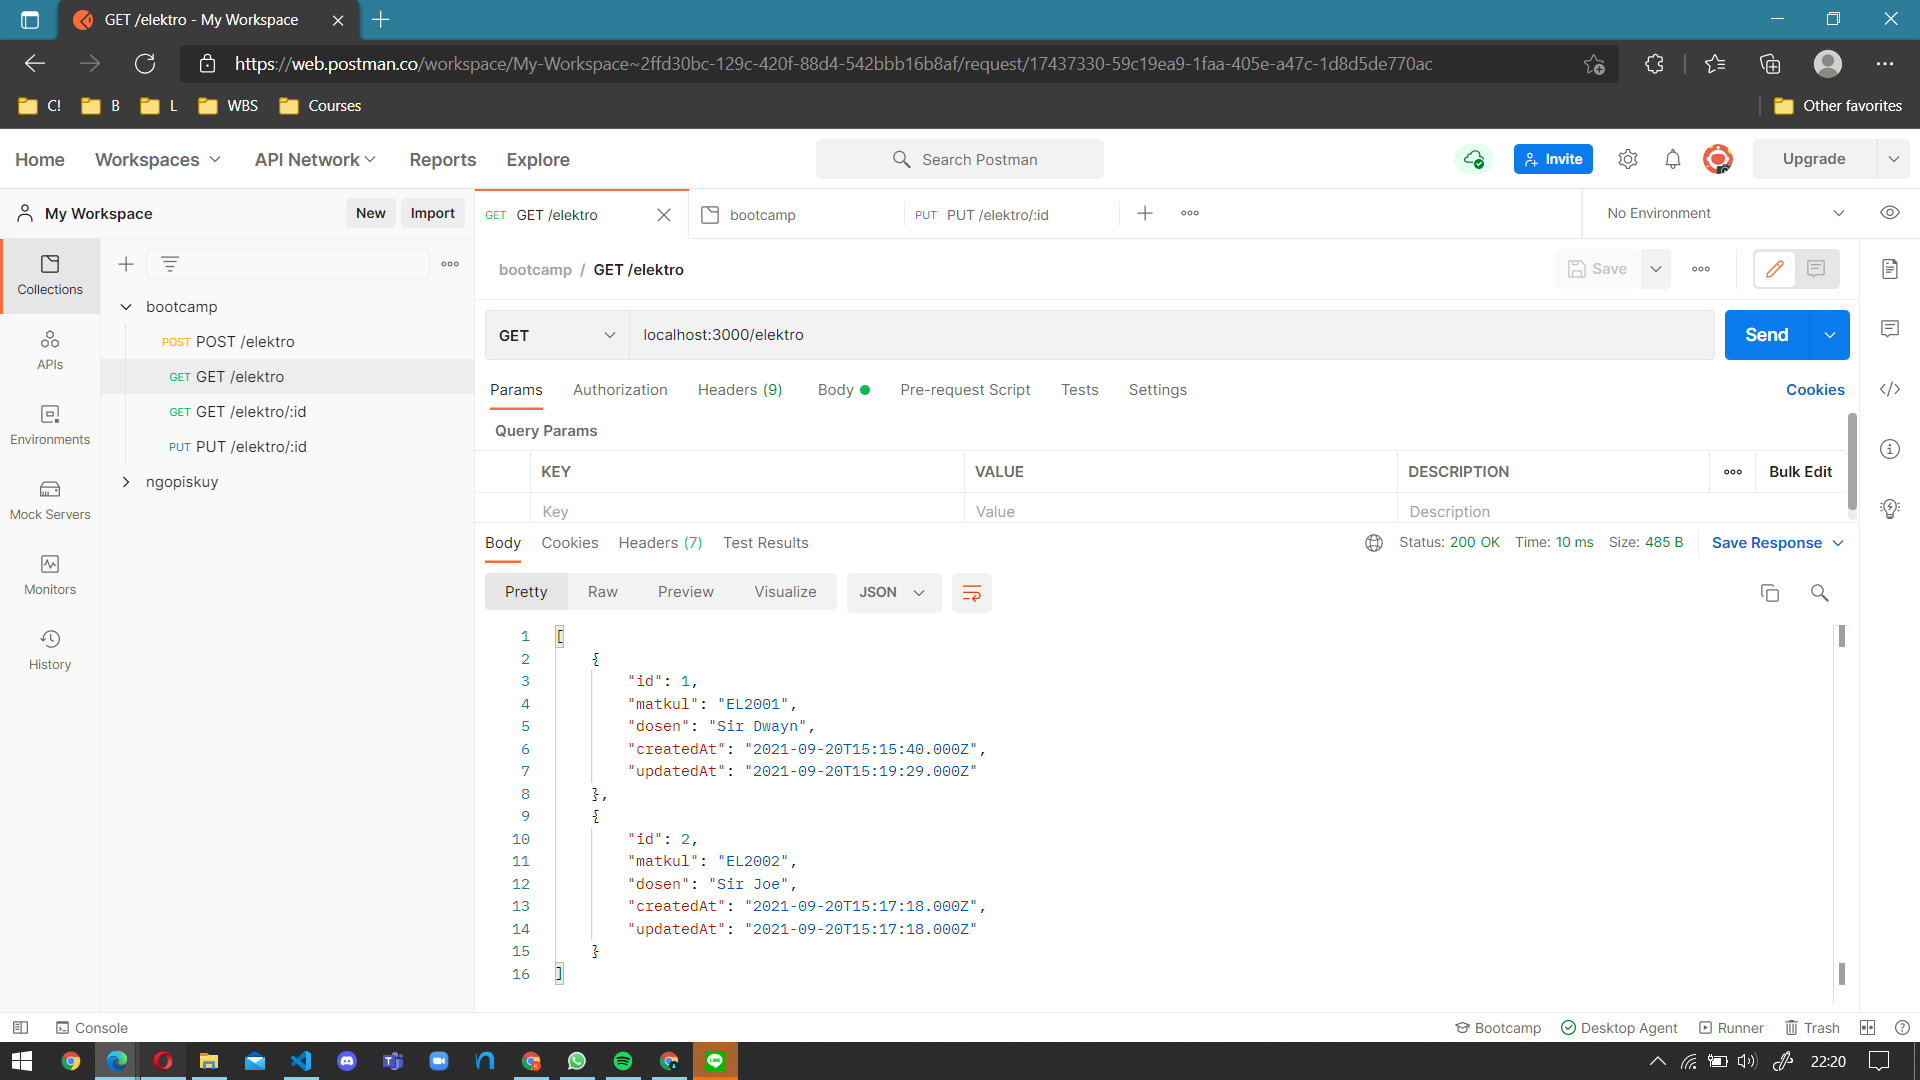 GET /elektro - My Workspace
https://web.postman.co/workspace/My-Workspace~2ffd30bc-129c-420f-88d4-542bbb16b8af/request/17437330-59c19ea9-1faa-405e-a47c-1d8d5de770ac
C! B L WBS Courses Other favorites
Home Workspaces API Network Reports Explore Search Postman Invite Upgrade
My Workspace New Import
GET GET /elektro bootcamp PUT PUT /elektro/:id No Environment
Collections
APIs
Environments
Mock Servers
Monitors
History
bootcamp
POST POST /elektro
GET GET /elektro
GET GET /elektro/:id
PUT PUT /elektro/:id
ngopiskuy
bootcamp / GET /elektro Save
GET localhost:3000/elektro Send
Params Authorization Headers (9) Body Pre-request Script Tests Settings Cookies
Query Params
KEY VALUE DESCRIPTION Bulk Edit
Key Value Description
Body Cookies Headers (7) Test Results Status: 200 OK Time: 10 ms Size: 485 B Save Response
Pretty Raw Preview Visualize JSON
1 [
2 {
3 "id": 1,
4 "matkul": "EL2001",
5 "dosen": "Sir Dwayn",
6 "createdAt": "2021-09-20T15:15:40.000Z",
7 "updatedAt": "2021-09-20T15:19:29.000Z"
8 },
9 {
10 "id": 2,
11 "matkul": "EL2002",
12 "dosen": "Sir Joe",
13 "createdAt": "2021-09-20T15:17:18.000Z",
14 "updatedAt": "2021-09-20T15:17:18.000Z"
15 }
16 ]
Console Bootcamp Desktop Agent Runner Trash
22:20